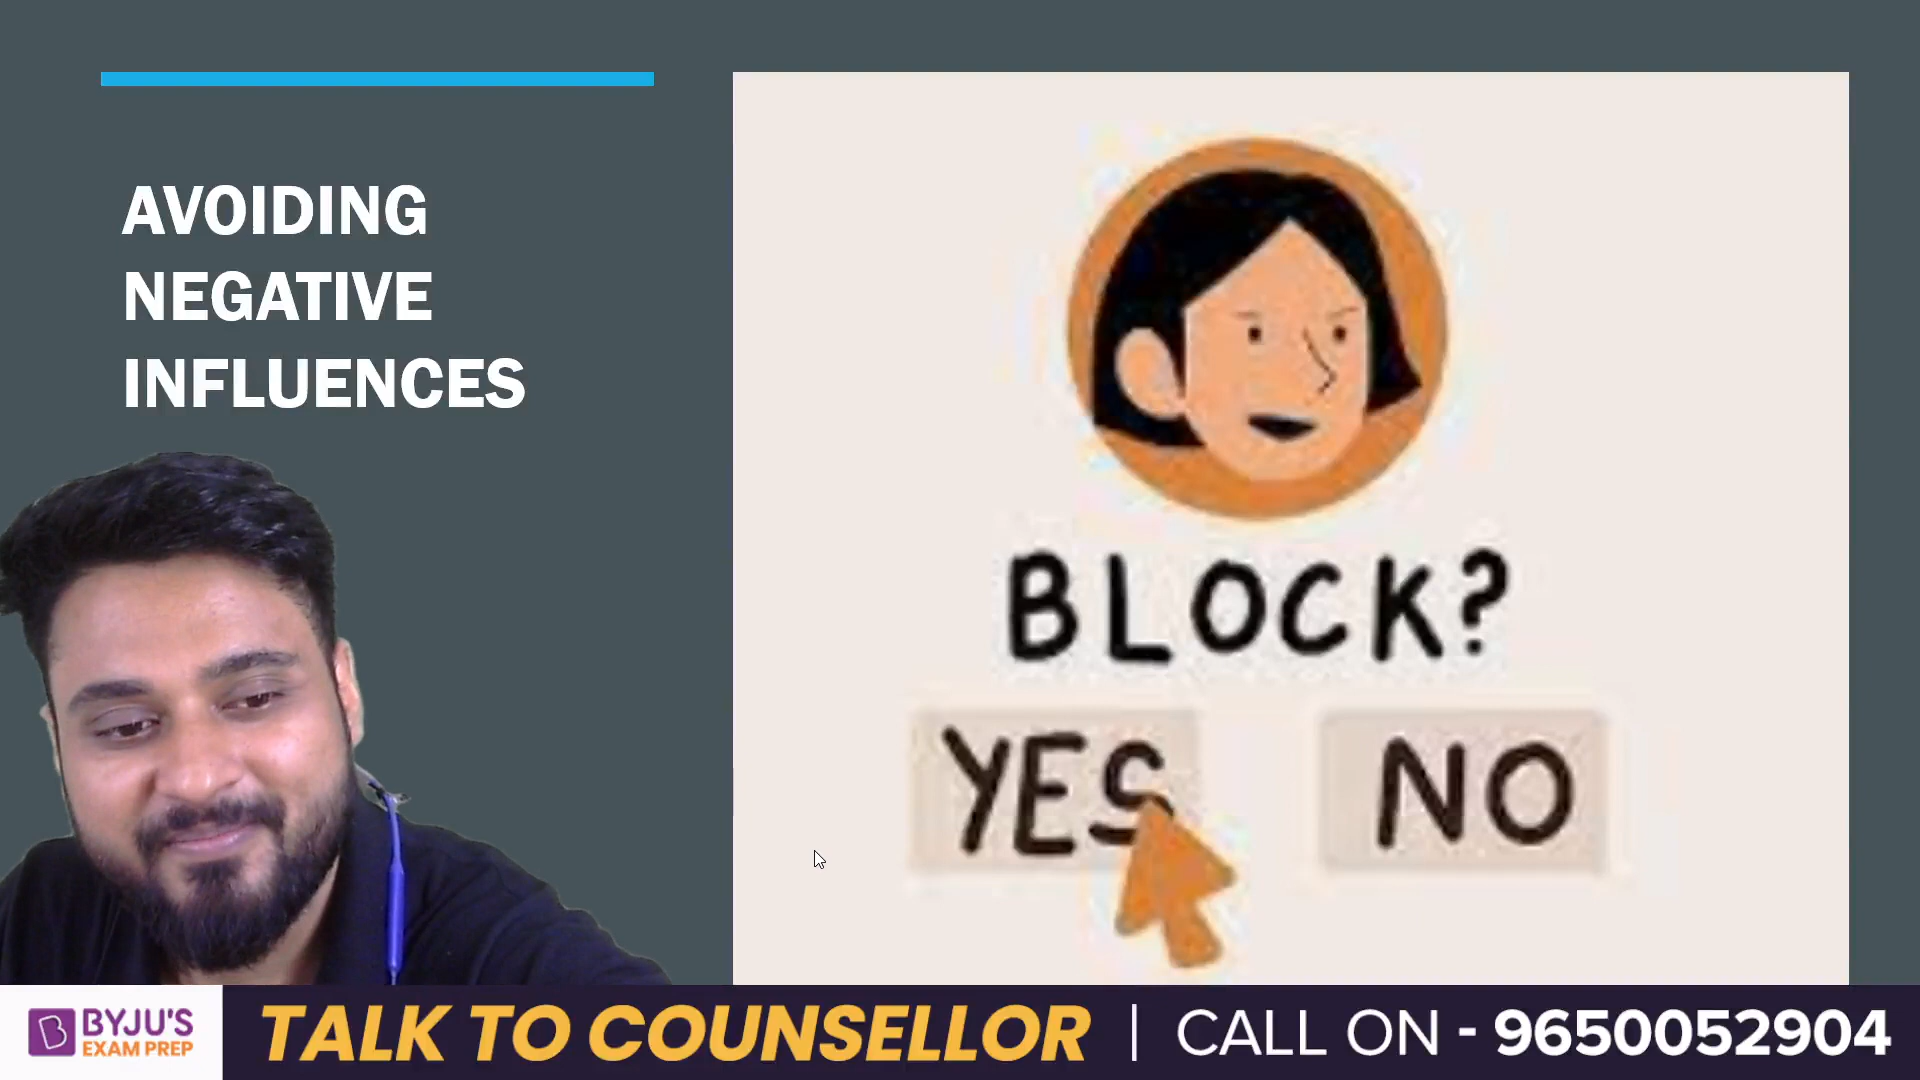 AVOIDING
NEGATIVE
INFLUENCES
BLOCK?
YES NO
BYJU'S
EXAM PREP
TALK TO COUNSELLOR | CALL ON - 9650052904